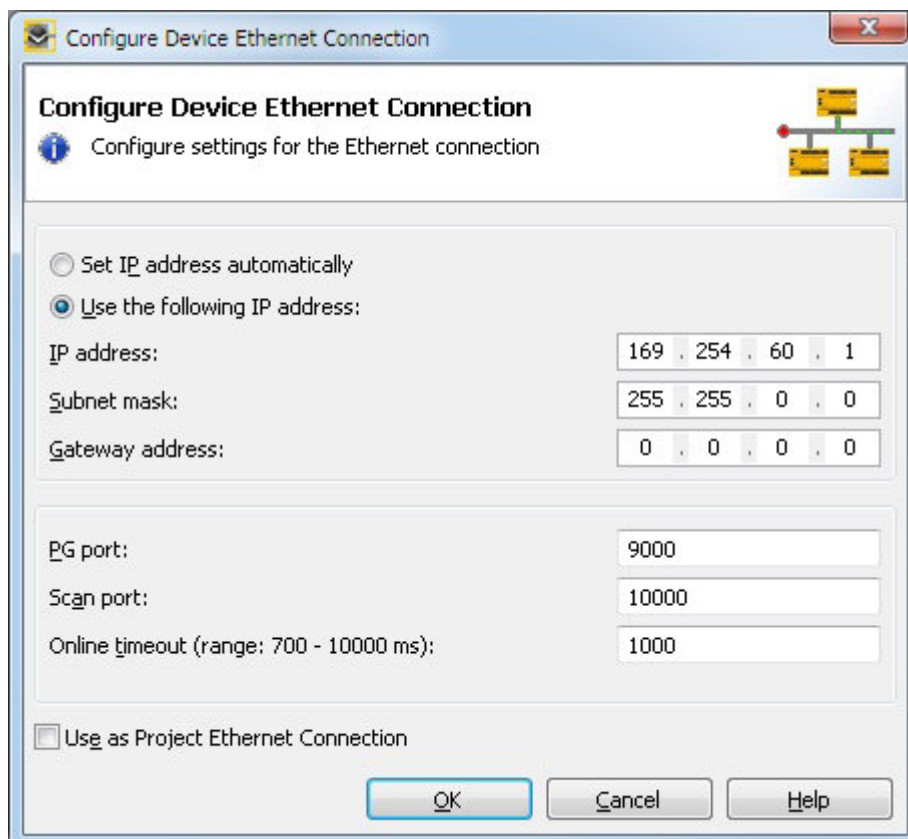 Configure Device Ethernet Connection
Configure Device Ethernet Connection
Configure settings for the Ethernet connection
Set IP address automatically
Use the following IP address:
IP address: 169 . 254 . 60 . 1
Subnet mask: 255 . 255 . 0 . 0
Gateway address: 0 . 0 . 0 . 0
PG port: 9000
Scan port: 10000
Online timeout (range: 700 - 10000 ms): 1000
Use as Project Ethernet Connection
OK Cancel Help